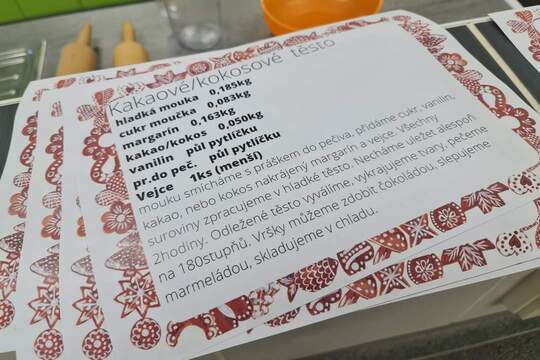 Kakaové/kokosové těsto
hladká mouka 0,185kg
cukr moučka 0,083kg
margarín 0,163kg
kakao/kokos 0,050kg
vanilin půl pytlíčku
pr.do peč. půl pytlíčku
Vejce 1ks (menší)
mouku smícháme s práškem do pečiva, přidáme cukr, vanilin,
kakao, nebo kokos nakrájený margarín a vejce. Všechny
suroviny zpracujeme v hladké těsto. Necháme uležet alespoň
2hodiny. Odležené těsto vyválíme, vykrajujeme tvary, pečeme
na 180stupňů. Vršky můžeme zdobit čokoládou, slepujeme
marmeládou, skladujeme v chladu.